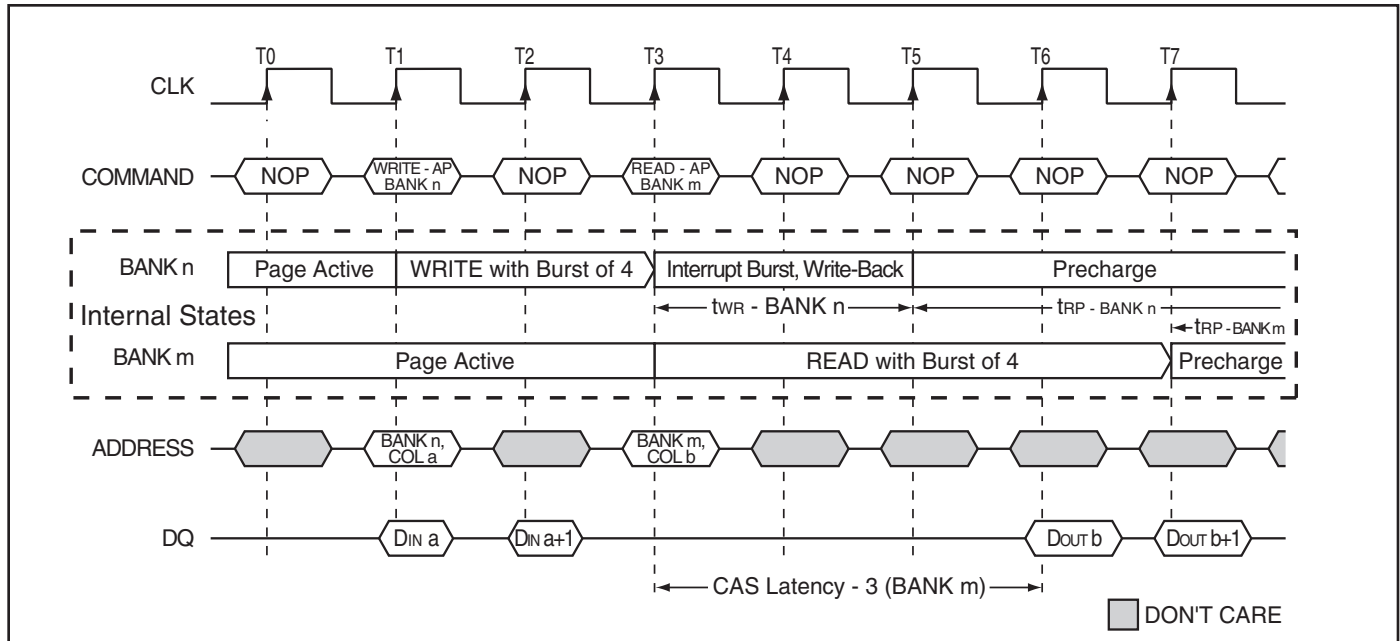 T0 T1 T2 T3 T4 T5 T6 T7
CLK
COMMAND NOP WRITE - AP BANK n NOP READ - AP BANK m NOP NOP NOP NOP
BANK n Page Active WRITE with Burst of 4 Interrupt Burst, Write-Back Precharge
tWR - BANK n tRP - BANK n
Internal States
tRP - BANK m
BANK m Page Active READ with Burst of 4 Precharge
ADDRESS BANK n, COL a BANK m, COL b
DQ DIN a DIN a+1 DOUT b DOUT b+1
CAS Latency - 3 (BANK m)
DON'T CARE